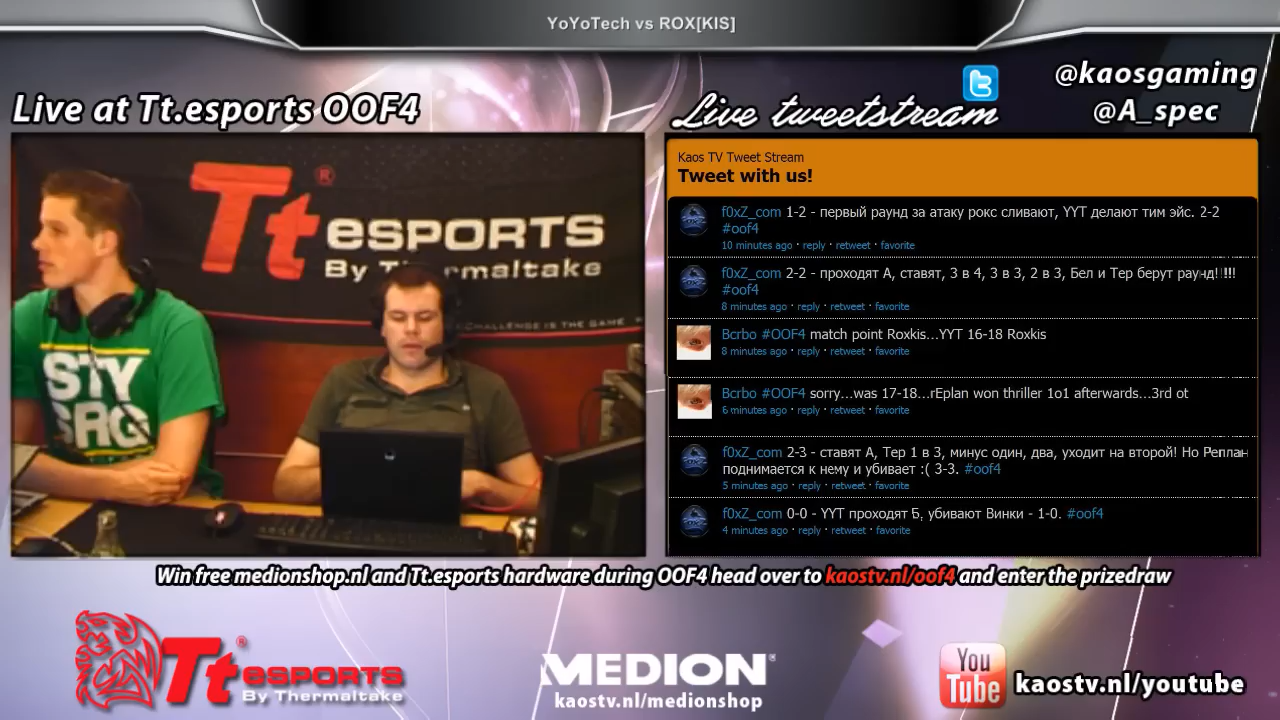 YoYoTech vs ROX[KIS]
Live at Tt.esports OOF4
Live tweetstream
@kaosgaming
@A_spec
Tt® eSPORTS
By Thermaltake
CHALLENGE IS THE GAME
STY
SRG
Kaos TV Tweet Stream
Tweet with us!
f0xZ_com 1-2 - первый раунд за атаку рокс сливают, YYT делают тим эйс. 2-2
#oof4
10 minutes ago · reply · retweet · favorite
f0xZ_com 2-2 - проходят А, ставят, 3 в 4, 3 в 3, 2 в 3, Бел и Тер берут раунд!!!!!
#oof4
8 minutes ago · reply · retweet · favorite
Bcrbo #OOF4 match point Roxkis...YYT 16-18 Roxkis
8 minutes ago · reply · retweet · favorite
Bcrbo #OOF4 sorry...was 17-18...rEplan won thriller 1o1 afterwards...3rd ot
6 minutes ago · reply · retweet · favorite
f0xZ_com 2-3 - ставят А, Тер 1 в 3, минус один, два, уходит на второй! Но Реплан
поднимается к нему и убивает :( 3-3. #oof4
5 minutes ago · reply · retweet · favorite
f0xZ_com 0-0 - YYT проходят Б, убивают Винки - 1-0. #oof4
4 minutes ago · reply · retweet · favorite
Win free medionshop.nl and Tt.esports hardware during OOF4 head over to kaostv.nl/oof4 and enter the prizedraw
Tt® eSPORTS
By Thermaltake
MEDION®
kaostv.nl/medionshop
You
Tube
kaostv.nl/youtube